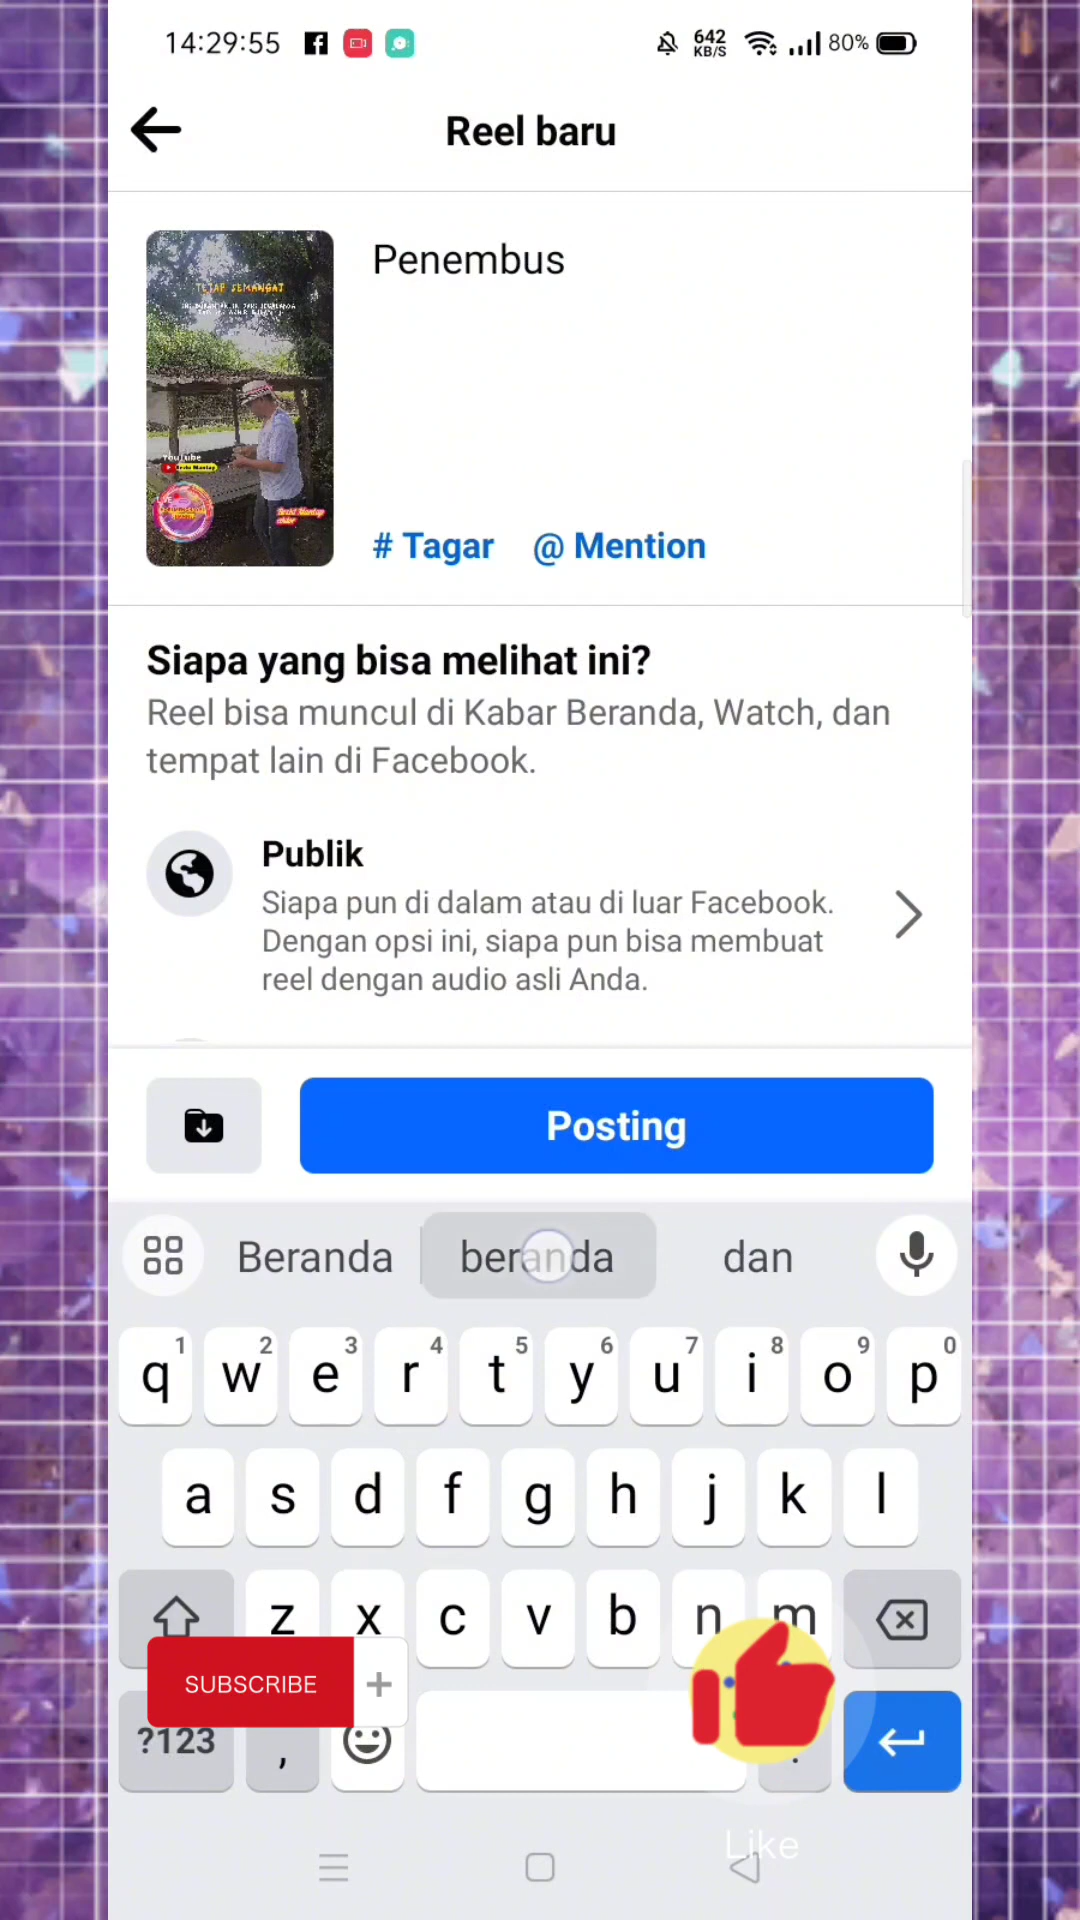 14:29:55
642
KB/S
80%
Reel baru
TETAP SEMANGAT
YouTube
Penembus
# Tagar @ Mention
Siapa yang bisa melihat ini?
Reel bisa muncul di Kabar Beranda, Watch, dan
tempat lain di Facebook.
Publik
Siapa pun di dalam atau di luar Facebook.
Dengan opsi ini, siapa pun bisa membuat
reel dengan audio asli Anda.
Posting
Beranda beranda dan
1 2 3 4 5 6 7 8 9 0
q w e r t y u i o p
a s d f g h j k l
z x c v b n m
SUBSCRIBE +
?123 , .
Like